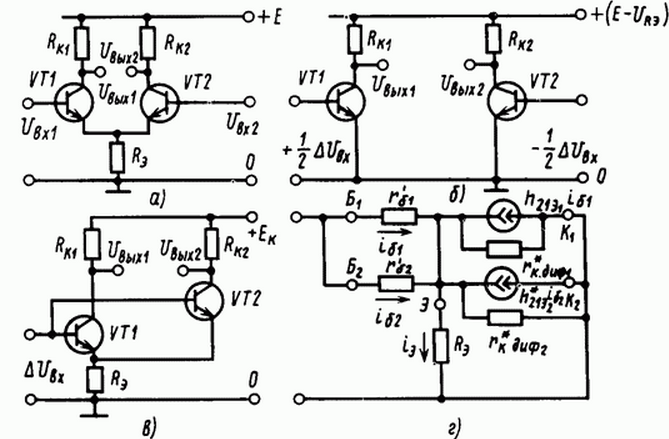 +E
R_К1
R_К2
U_вых2
VT1
U_вых1
VT2
U_вх1
U_вх2
R_Э
0
а)
+(E-U_RЭ)
R_К1
R_К2
VT1
U_вых1
U_вых2
VT2
+1/2 ΔU_вх
-1/2 ΔU_вх
0
б)
+E_К
R_К1
U_вых1
U_вых2
R_К2
VT2
VT1
ΔU_вх
R_Э
0
в)
Б1
r'_б1
h_21Э1
i_б1
К1
i_б1
r*_К.диф1
Б2
r'_б2
h*_21Э2 i_б2
К2
i_б2
Э
i_Э
R_Э
r*_К диф2
г)